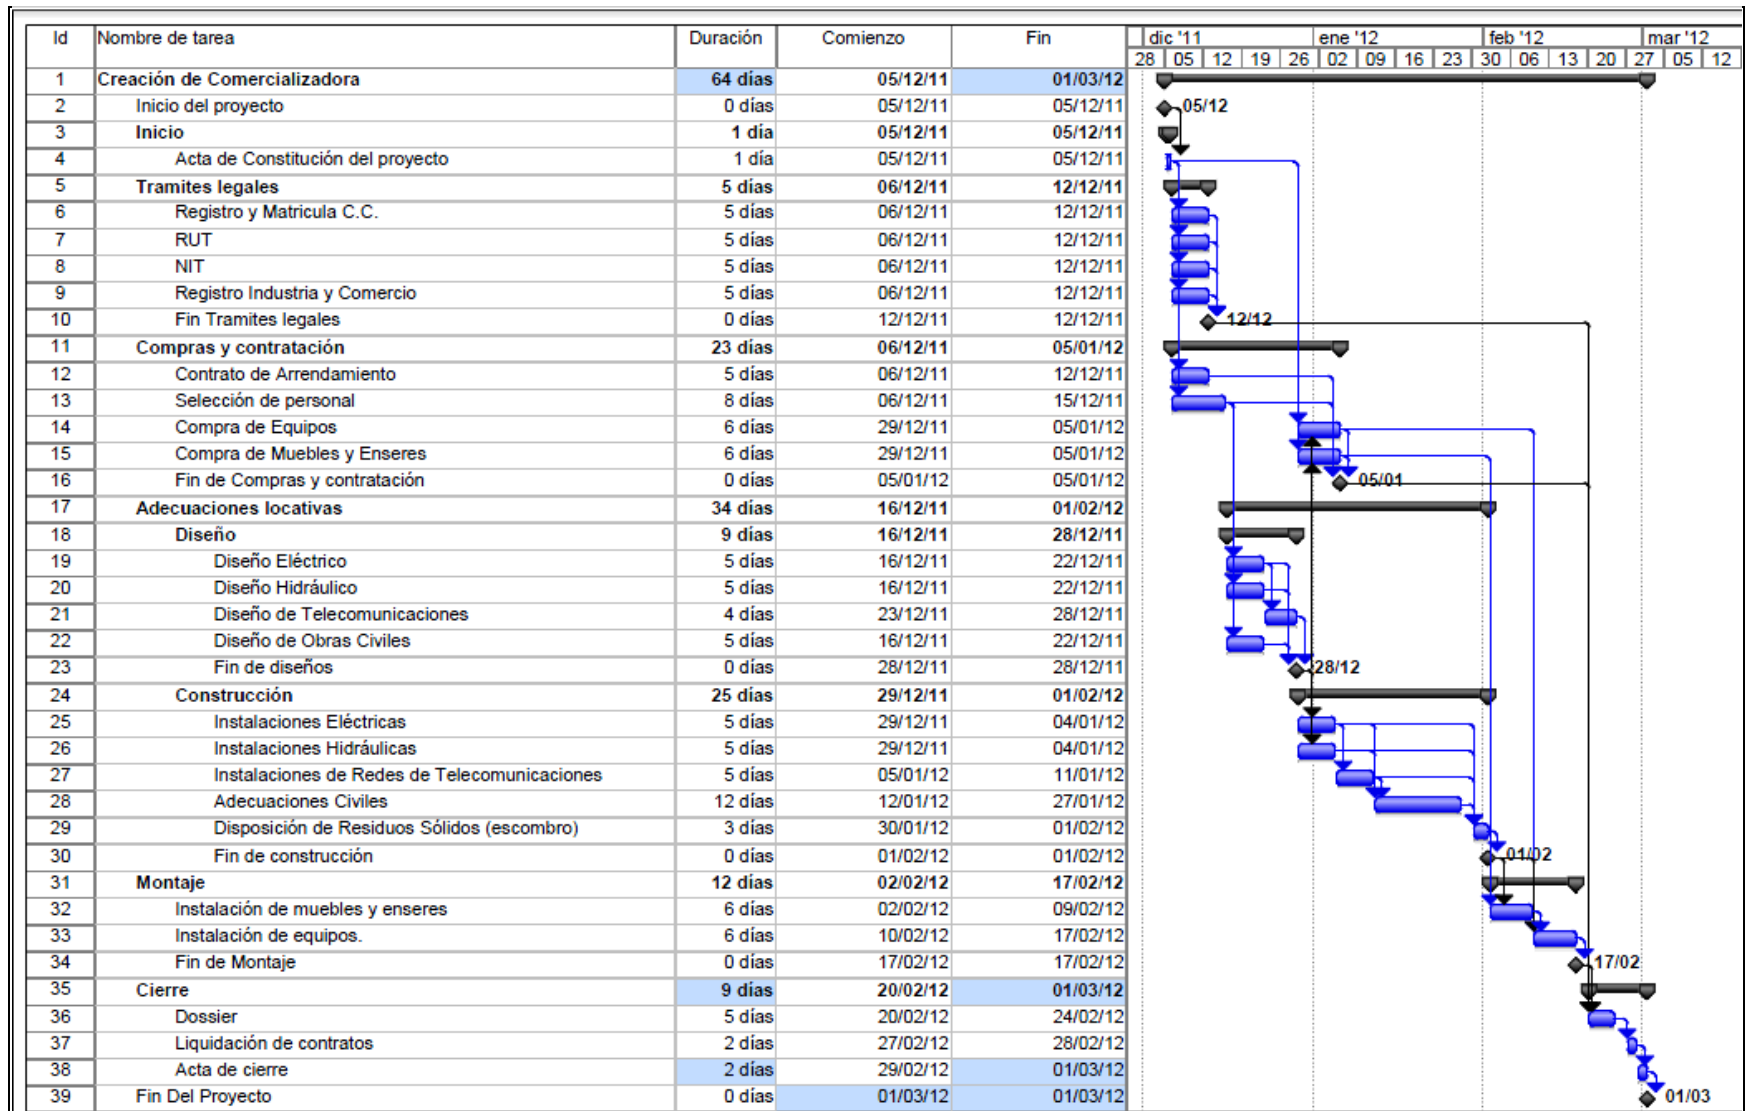 Id Nombre de tarea Duración Comienzo Fin dic '11 ene '12 feb '12 mar '12
28 05 12 19 26 02 09 16 23 30 06 13 20 27 05 12
1 Creación de Comercializadora 64 días 05/12/11 01/03/12
2 Inicio del proyecto 0 días 05/12/11 05/12/11 05/12
3 Inicio 1 día 05/12/11 05/12/11
4 Acta de Constitución del proyecto 1 día 05/12/11 05/12/11
5 Tramites legales 5 días 06/12/11 12/12/11
6 Registro y Matricula C.C. 5 días 06/12/11 12/12/11
7 RUT 5 días 06/12/11 12/12/11
8 NIT 5 días 06/12/11 12/12/11
9 Registro Industria y Comercio 5 días 06/12/11 12/12/11
10 Fin Tramites legales 0 días 12/12/11 12/12/11 12/12
11 Compras y contratación 23 días 06/12/11 05/01/12
12 Contrato de Arrendamiento 5 días 06/12/11 12/12/11
13 Selección de personal 8 días 06/12/11 15/12/11
14 Compra de Equipos 6 días 29/12/11 05/01/12
15 Compra de Muebles y Enseres 6 días 29/12/11 05/01/12
16 Fin de Compras y contratación 0 días 05/01/12 05/01/12 05/01
17 Adecuaciones locativas 34 días 16/12/11 01/02/12
18 Diseño 9 días 16/12/11 28/12/11
19 Diseño Eléctrico 5 días 16/12/11 22/12/11
20 Diseño Hidráulico 5 días 16/12/11 22/12/11
21 Diseño de Telecomunicaciones 4 días 23/12/11 28/12/11
22 Diseño de Obras Civiles 5 días 16/12/11 22/12/11
23 Fin de diseños 0 días 28/12/11 28/12/11 28/12
24 Construcción 25 días 29/12/11 01/02/12
25 Instalaciones Eléctricas 5 días 29/12/11 04/01/12
26 Instalaciones Hidráulicas 5 días 29/12/11 04/01/12
27 Instalaciones de Redes de Telecomunicaciones 5 días 05/01/12 11/01/12
28 Adecuaciones Civiles 12 días 12/01/12 27/01/12
29 Disposición de Residuos Sólidos (escombro) 3 días 30/01/12 01/02/12
30 Fin de construcción 0 días 01/02/12 01/02/12 01/02
31 Montaje 12 días 02/02/12 17/02/12
32 Instalación de muebles y enseres 6 días 02/02/12 09/02/12
33 Instalación de equipos. 6 días 10/02/12 17/02/12
34 Fin de Montaje 0 días 17/02/12 17/02/12 17/02
35 Cierre 9 días 20/02/12 01/03/12
36 Dossier 5 días 20/02/12 24/02/12
37 Liquidación de contratos 2 días 27/02/12 28/02/12
38 Acta de cierre 2 días 29/02/12 01/03/12
39 Fin Del Proyecto 0 días 01/03/12 01/03/12 01/03